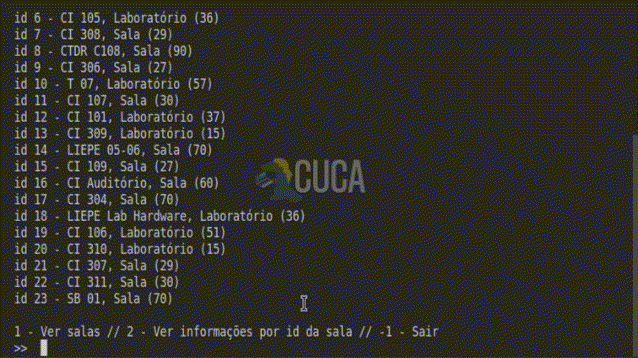 id 6 - CI 105, Laboratório (36)
id 7 - CI 308, Sala (29)
id 8 - CTDR C108, Sala (90)
id 9 - CI 306, Sala (27)
id 10 - T 07, Laboratório (57)
id 11 - CI 107, Sala (30)
id 12 - CI 101, Laboratório (37)
id 13 - CI 309, Laboratório (15)
id 14 - LIEPE 05-06, Sala (70)
id 15 - CI 109, Sala (27)
id 16 - CI Auditório, Sala (60)
id 17 - CI 304, Sala (70)
id 18 - LIEPE Lab Hardware, Laboratório (36)
id 19 - CI 106, Laboratório (51)
id 20 - CI 310, Laboratório (15)
id 21 - CI 307, Sala (29)
id 22 - CI 311, Sala (30)
id 23 - SB 01, Sala (70)
CUCA
1 - Ver salas // 2 - Ver informações por id da sala // -1 - Sair
>>